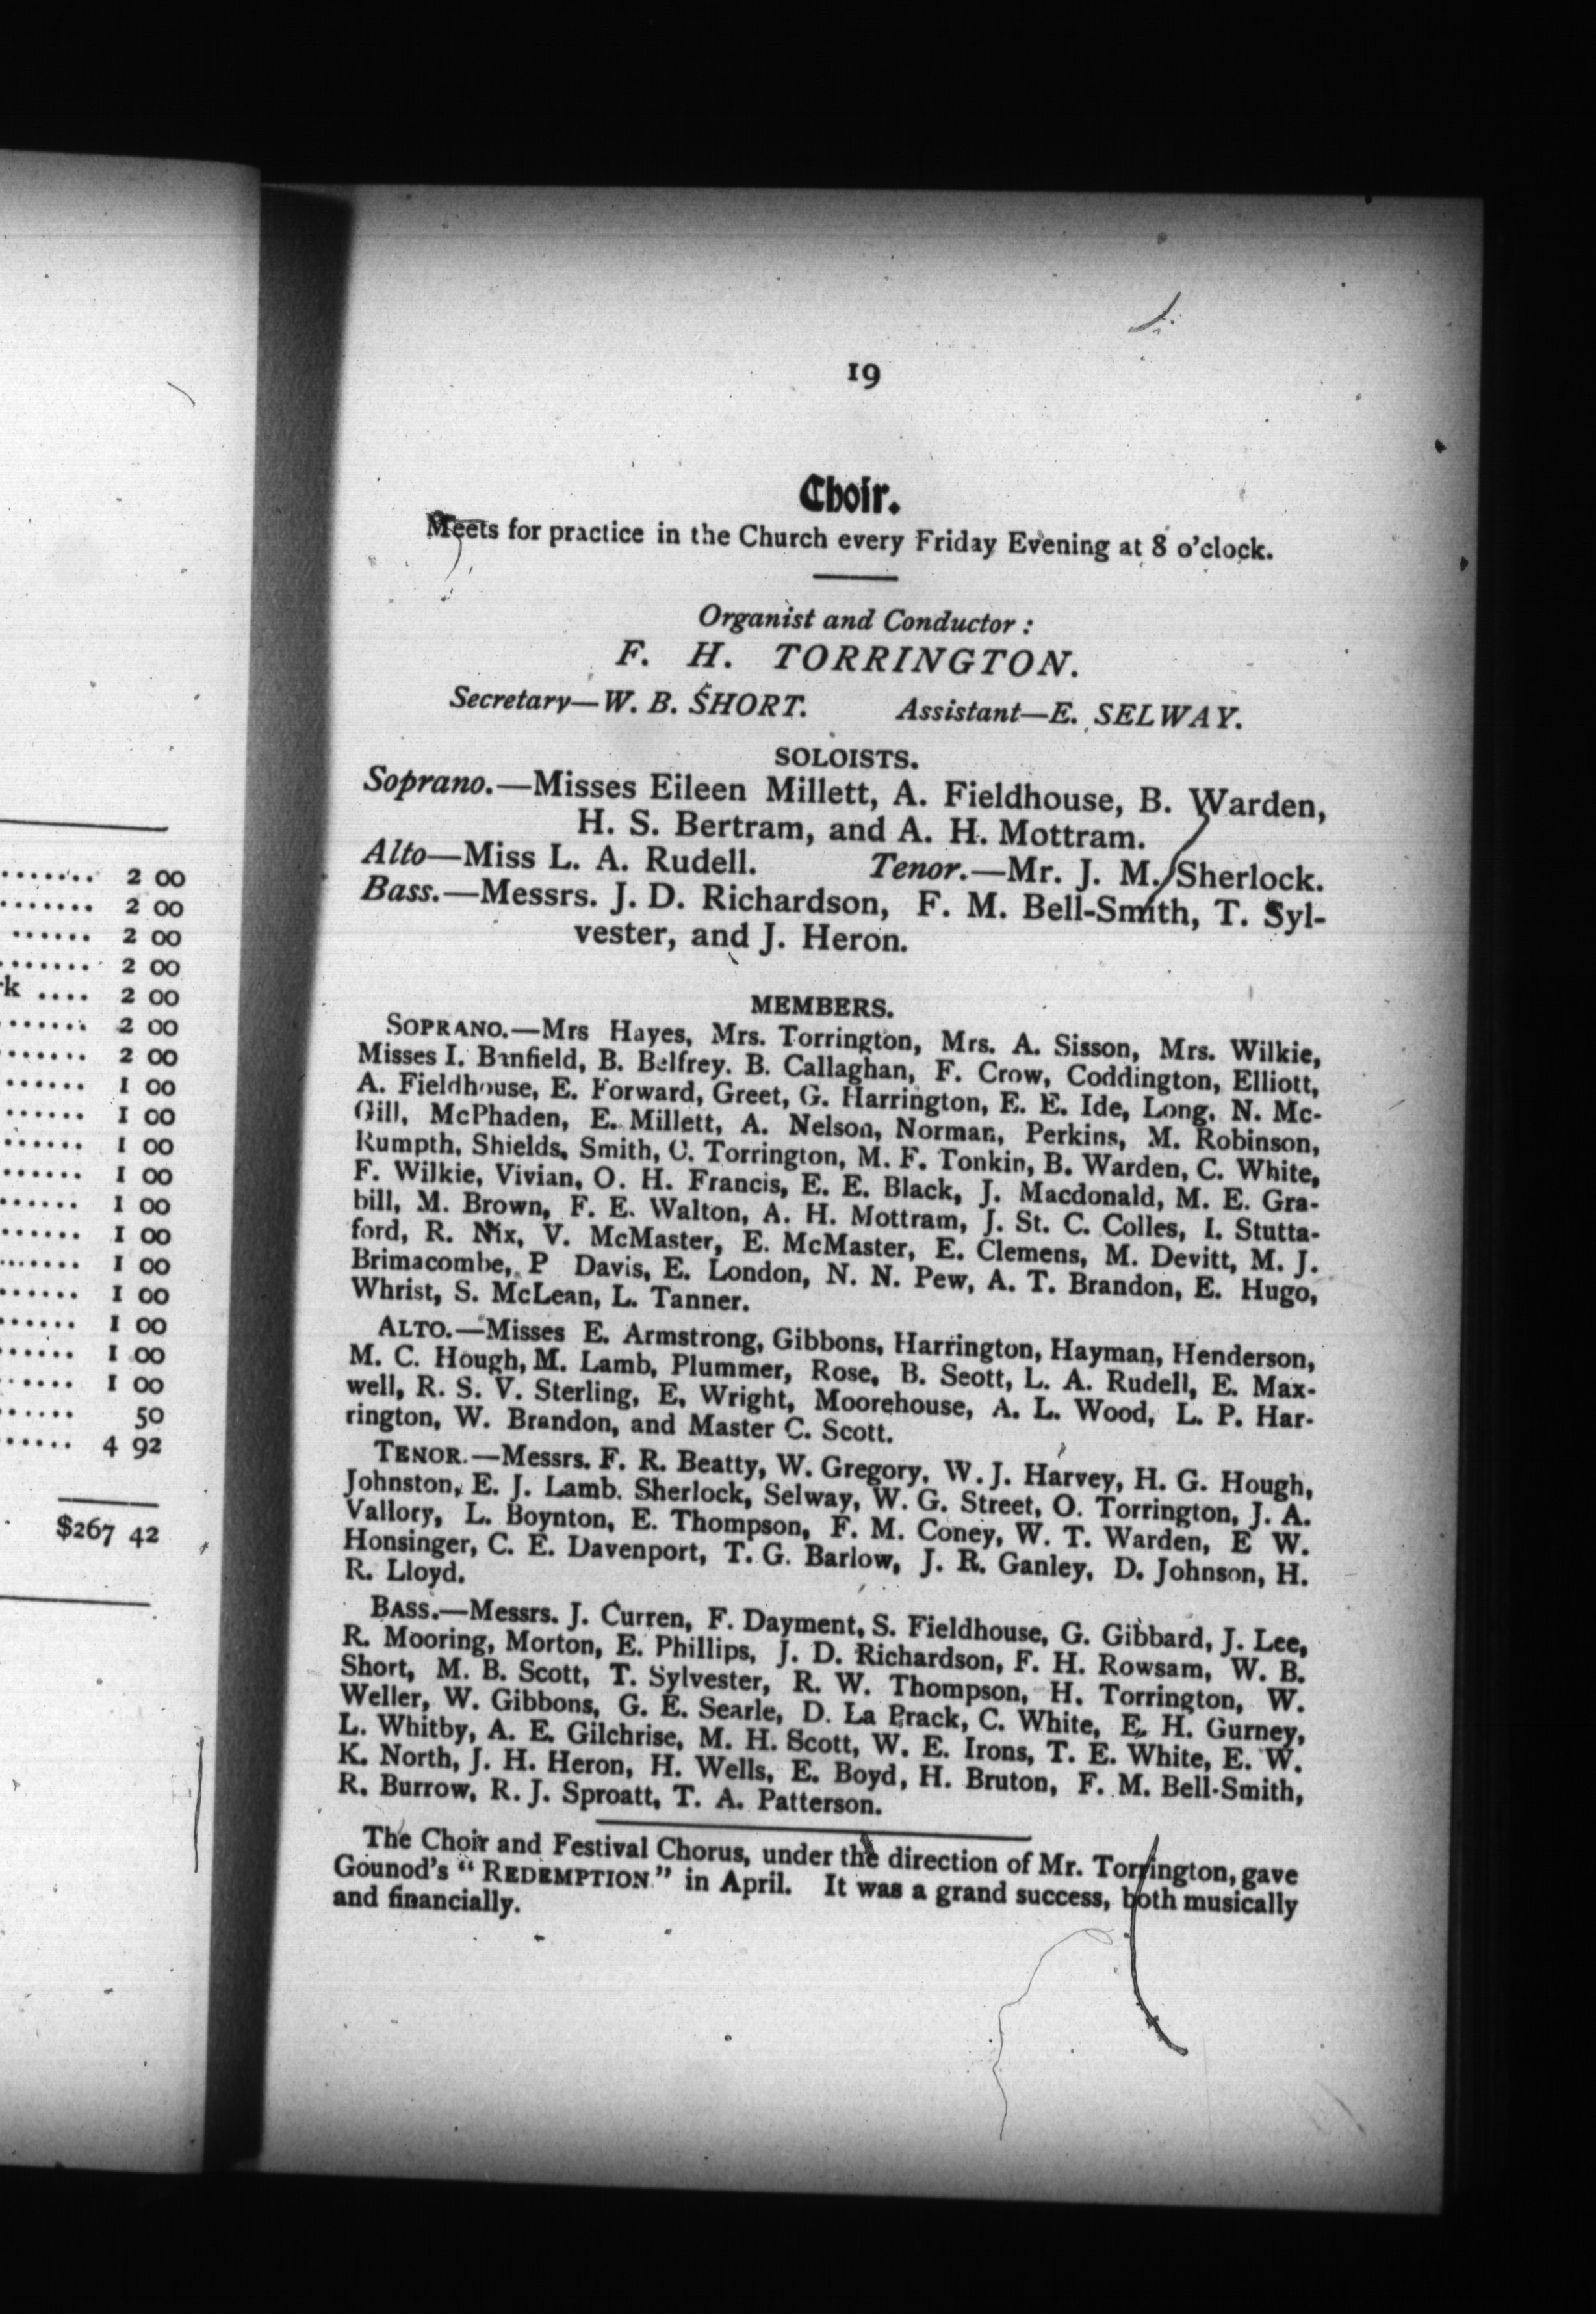 ....... 2 00
....... 2 00
...... 2 00
....... 2 00
rk .... 2 00
...... 2 00
...... 2 00
...... 1 00
...... 1 00
...... 1 00
...... 1 00
...... 1 00
...... 1 00
...... 1 00
...... 1 00
...... 1 00
...... 1 00
...... 1 00
...... 50
...... 4 92
$267 42
19
Choir.
Meets for practice in the Church every Friday Evening at 8 o'clock.
Organist and Conductor :
F. H. TORRINGTON.
Secretary—W. B. SHORT. Assistant—E. SELWAY.
SOLOISTS.
Soprano.—Misses Eileen Millett, A. Fieldhouse, B. Warden,
H. S. Bertram, and A. H. Mottram.
Alto—Miss L. A. Rudell. Tenor.—Mr. J. M. Sherlock.
Bass.—Messrs. J. D. Richardson, F. M. Bell-Smith, T. Syl-
vester, and J. Heron.
MEMBERS.
SOPRANO.—Mrs Hayes, Mrs. Torrington, Mrs. A. Sisson, Mrs. Wilkie,
Misses I. Banfield, B. Belfrey. B. Callaghan, F. Crow, Coddington, Elliott,
A. Fieldhouse, E. Forward, Greet, G. Harrington, E. E. Ide, Long, N. Mc-
Gill, McPhaden, E. Millett, A. Nelson, Norman, Perkins, M. Robinson,
Rumpth, Shields, Smith, C. Torrington, M. F. Tonkin, B. Warden, C. White,
F. Wilkie, Vivian, O. H. Francis, E. E. Black, J. Macdonald, M. E. Gra-
bill, M. Brown, F. E. Walton, A. H. Mottram, J. St. C. Colles, I. Stutta-
ford, R. Nix, V. McMaster, E. McMaster, E. Clemens, M. Devitt, M. J.
Brimacombe, P Davis, E. London, N. N. Pew, A. T. Brandon, E. Hugo,
Whrist, S. McLean, L. Tanner.
ALTO.—Misses E. Armstrong, Gibbons, Harrington, Hayman, Henderson,
M. C. Hough, M. Lamb, Plummer, Rose, B. Seott, L. A. Rudell, E. Max-
well, R. S. V. Sterling, E, Wright, Moorehouse, A. L. Wood, L. P. Har-
rington, W. Brandon, and Master C. Scott.
TENOR.—Messrs. F. R. Beatty, W. Gregory, W. J. Harvey, H. G. Hough,
Johnston, E. J. Lamb. Sherlock, Selway, W. G. Street, O. Torrington, J. A.
Vallory, L. Boynton, E. Thompson, F. M. Coney, W. T. Warden, E W.
Honsinger, C. E. Davenport, T. G. Barlow, J. R. Ganley, D. Johnson, H.
R. Lloyd.
BASS.—Messrs. J. Curren, F. Dayment, S. Fieldhouse, G. Gibbard, J. Lee,
R. Mooring, Morton, E. Phillips, J. D. Richardson, F. H. Rowsam, W. B.
Short, M. B. Scott, T. Sylvester, R. W. Thompson, H. Torrington, W.
Weller, W. Gibbons, G. E. Searle, D. La Prack, C. White, E. H. Gurney,
L. Whitby, A. E. Gilchrise, M. H. Scott, W. E. Irons, T. E. White, E. W.
K. North, J. H. Heron, H. Wells, E. Boyd, H. Bruton, F. M. Bell-Smith,
R. Burrow, R. J. Sproatt, T. A. Patterson.
The Choir and Festival Chorus, under the direction of Mr. Torrington, gave
Gounod's "REDEMPTION" in April. It was a grand success, both musically
and financially.